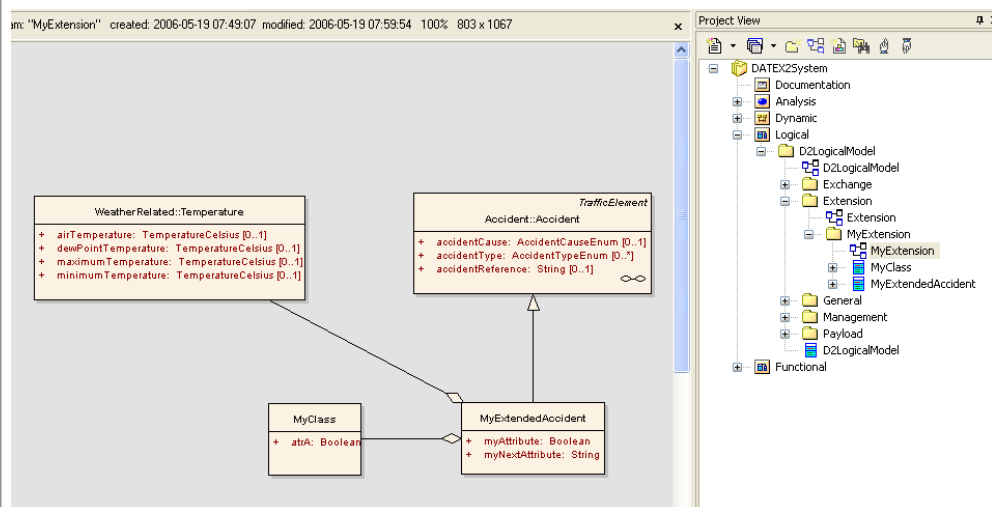 am: "MyExtension" created: 2006-05-19 07:49:07 modified: 2006-05-19 07:59:54 100% 803 x 1067
WeatherRelated::Temperature
+ airTemperature: TemperatureCelsius [0..1]
+ dewPointTemperature: TemperatureCelsius [0..1]
+ maximumTemperature: TemperatureCelsius [0..1]
+ minimumTemperature: TemperatureCelsius [0..1]
TrafficElement
Accident::Accident
+ accidentCause: AccidentCauseEnum [0..1]
+ accidentType: AccidentTypeEnum [0..*]
+ accidentReference: String [0..1]
MyClass
+ atrA: Boolean
MyExtendedAccident
+ myAttribute: Boolean
+ myNextAttribute: String
Project View
DATEX2System
Documentation
Analysis
Dynamic
Logical
D2LogicalModel
D2LogicalModel
Exchange
Extension
Extension
MyExtension
MyExtension
MyClass
MyExtendedAccident
General
Management
Payload
D2LogicalModel
Functional